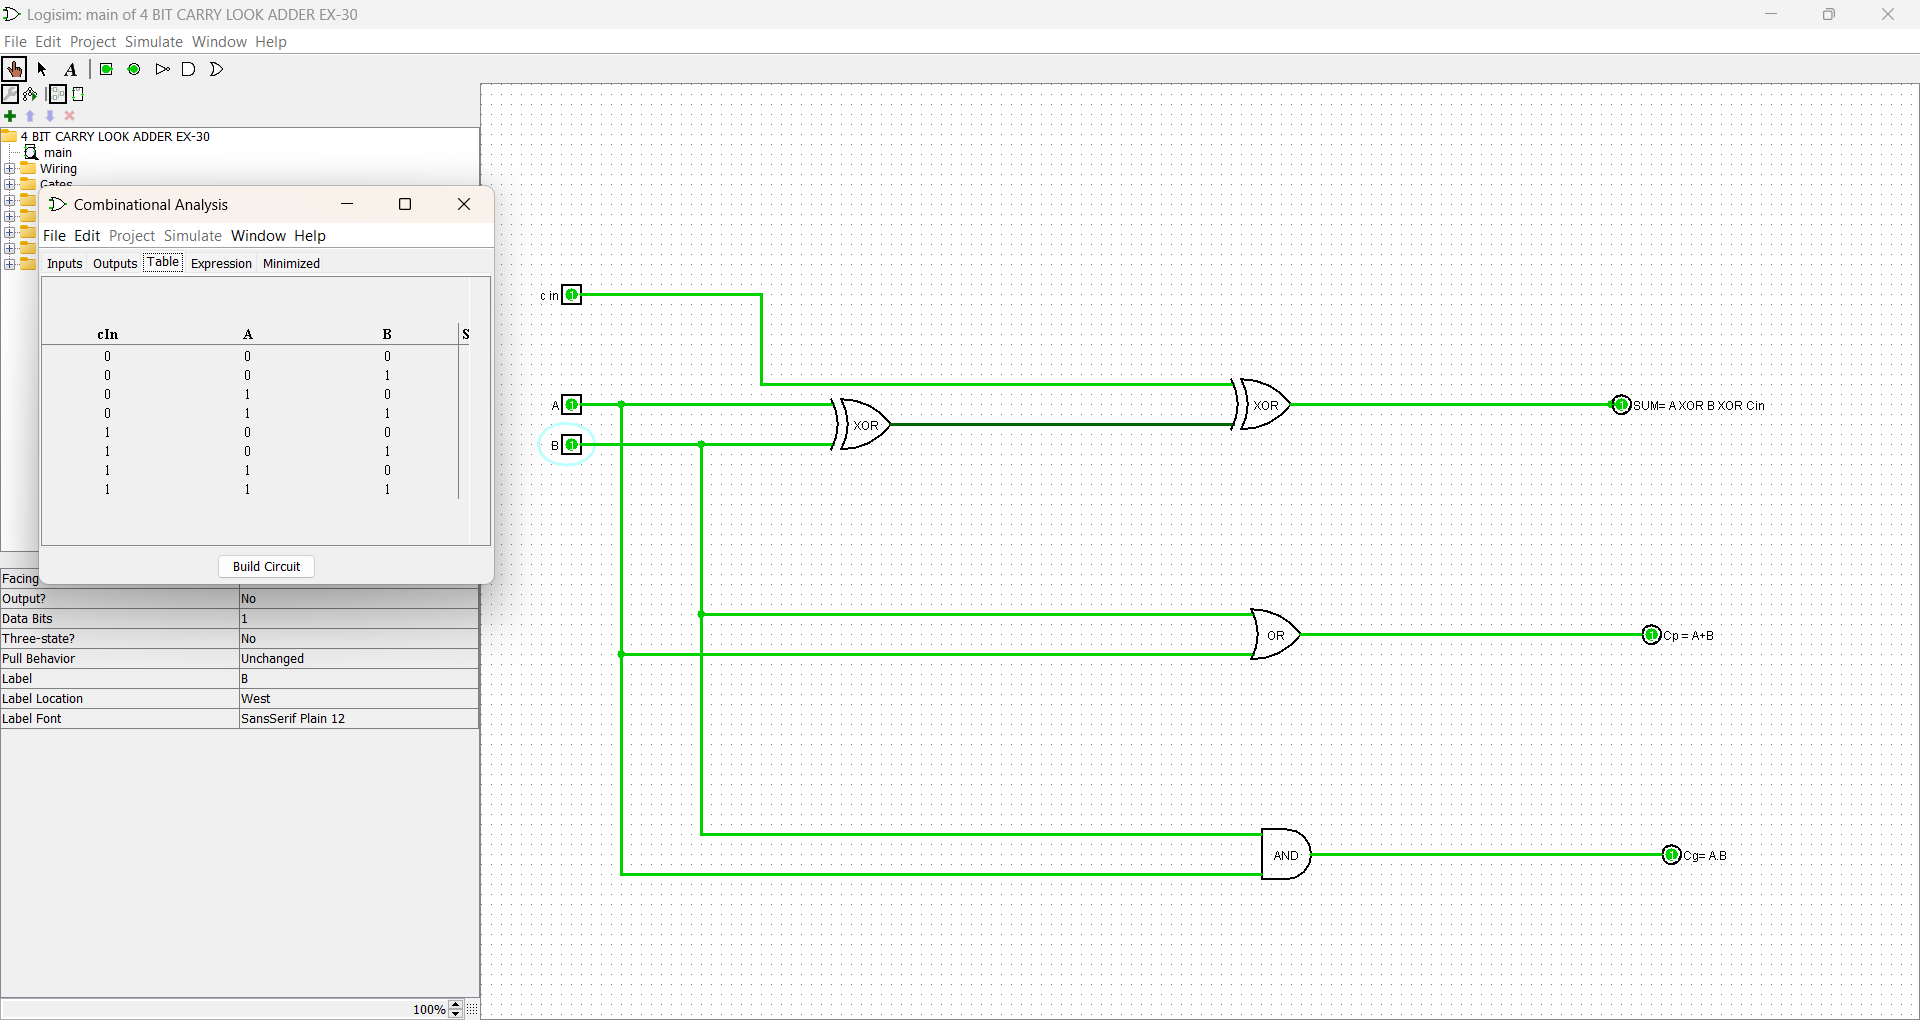 Logisim: main of 4 BIT CARRY LOOK ADDER EX-30
File Edit Project Simulate Window Help
A
4 BIT CARRY LOOK ADDER EX-30
main
Wiring
Gates
Combinational Analysis
File Edit Project Simulate Window Help
Inputs Outputs Table Expression Minimized
cIn A B S
0 0 0
0 0 1
0 1 0
0 1 1
1 0 0
1 0 1
1 1 0
1 1 1
Build Circuit
Facing
Output? No
Data Bits 1
Three-state? No
Pull Behavior Unchanged
Label B
Label Location West
Label Font SansSerif Plain 12
100%
c in 1
A 1
B 1
XOR
XOR
1 SUM= A XOR B XOR Cin
OR
1 Cp = A+B
AND
1 Cg= A.B